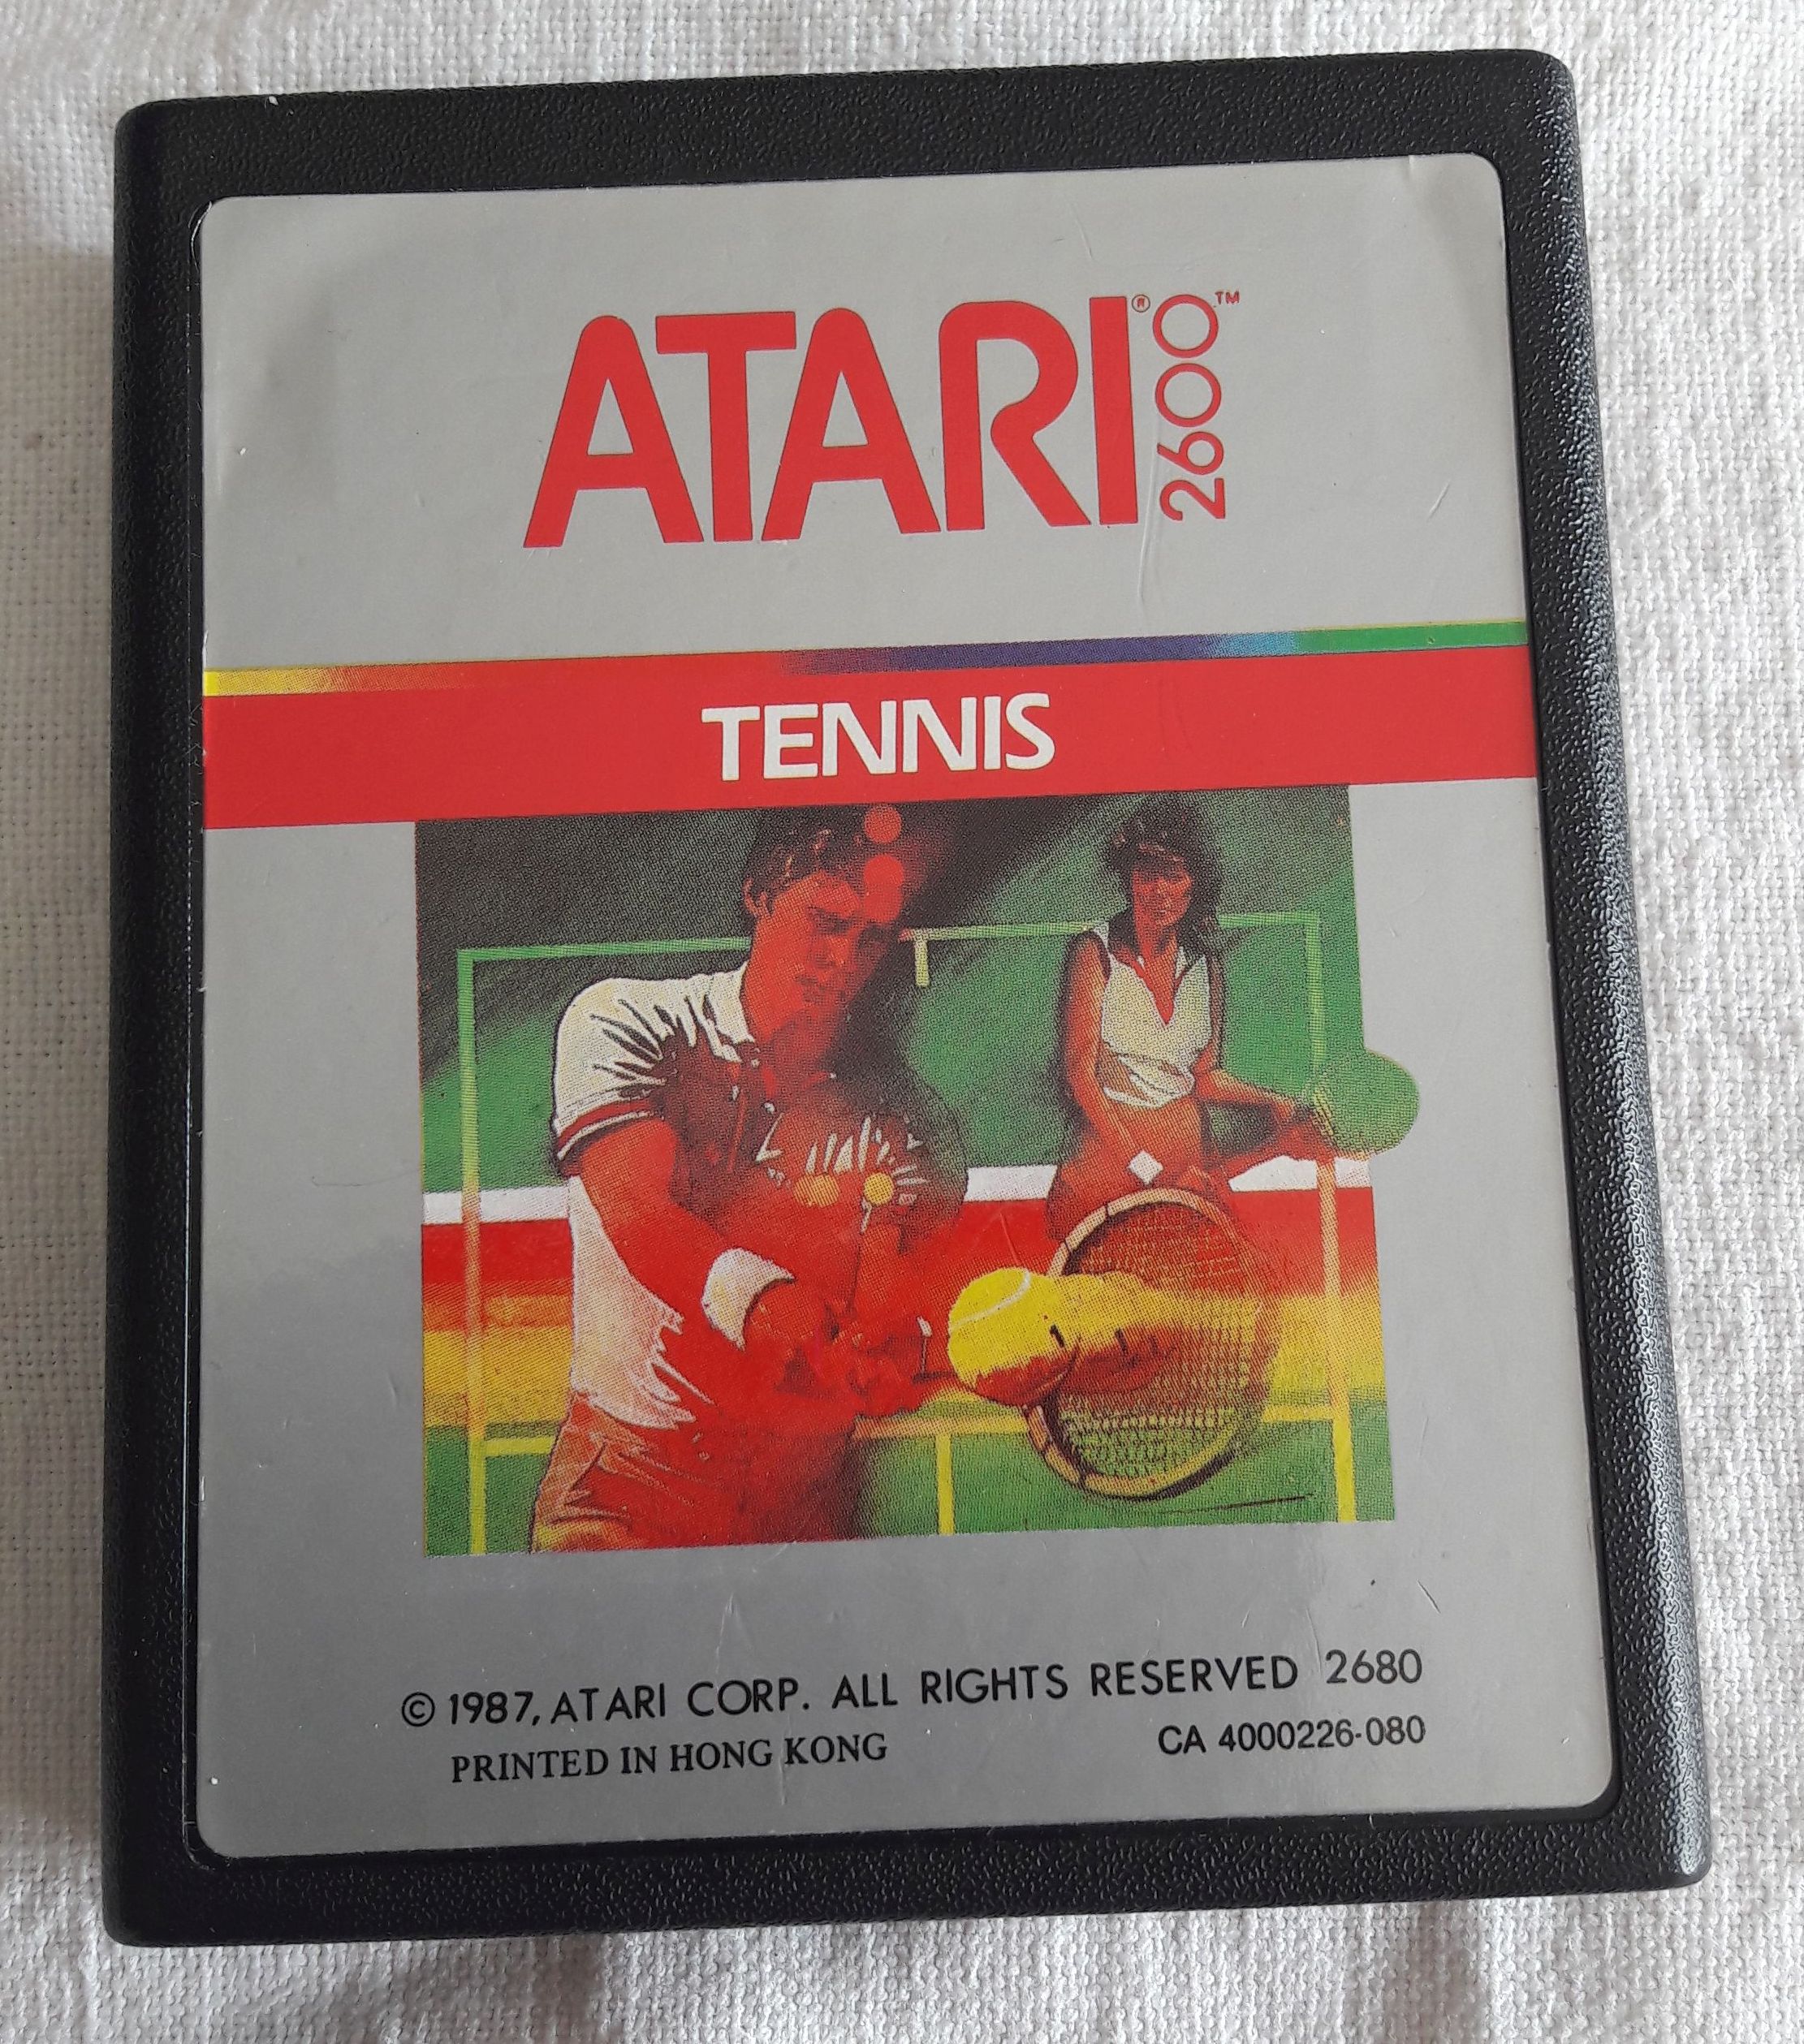 ATARI® 2600™
TENNIS
© 1987, ATARI CORP. ALL RIGHTS RESERVED 2680
PRINTED IN HONG KONG CA 4000226-080